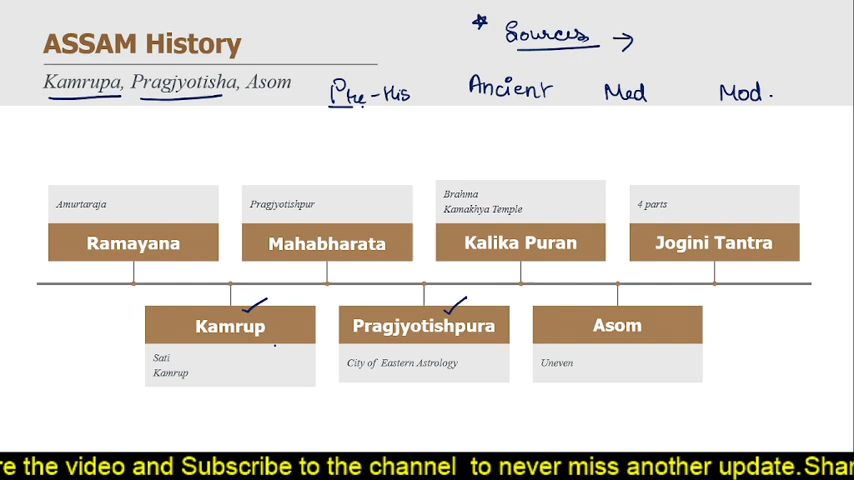 ASSAM History
* Sources →
Kamrupa, Pragjyotisha, Asom
Pre-His Ancient Med Mod.
Amurtaraja
Ramayana
Pragjyotishpur
Mahabharata
Brahma
Kamakhya Temple
Kalika Puran
4 parts
Jogini Tantra
Kamrup
Sati
Kamrup
Pragjyotishpura
City of Eastern Astrology
Asom
Uneven
re the video and Subscribe to the channel to never miss another update.Shar